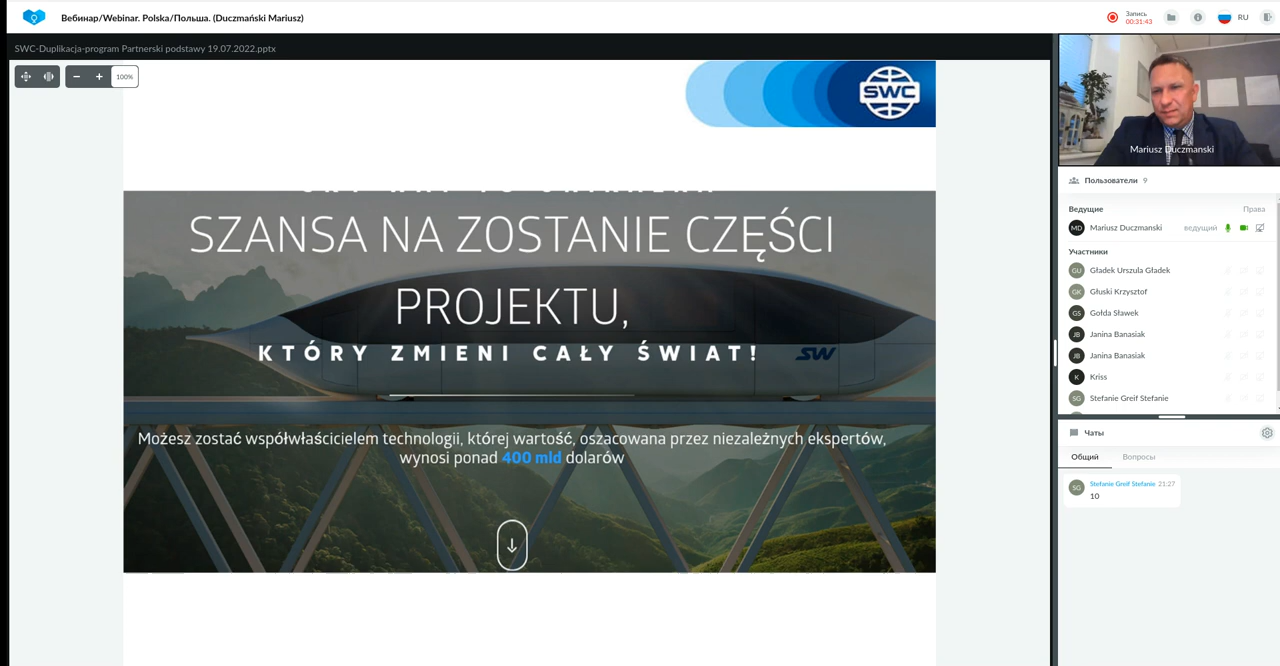 Вебинар/Webinar. Polska/Польша. (Duczmański Mariusz)
Запись
00:31:43
RU
SWC-Duplikacja-program Partnerski podstawy 19.07.2022.pptx
100%
SWC
SZANSA NA ZOSTANIE CZĘŚCI
PROJEKTU,
KTÓRY ZMIENI CAŁY ŚWIAT!
SW
Możesz zostać współwłaścicielem technologii, której wartość, oszacowana przez niezależnych ekspertów,
wynosi ponad 400 mld dolarów
Mariusz Duczmanski
Пользователи 9
Ведущие Права
MD Mariusz Duczmanski ведущий
Участники
GU Gładek Urszula Gładek
GK Głuski Krzysztof
GS Gołda Sławek
JB Janina Banasiak
JB Janina Banasiak
K Kriss
SG Stefanie Greif Stefanie
Чаты
Общий Вопросы
SG Stefanie Greif Stefanie 21:27
10